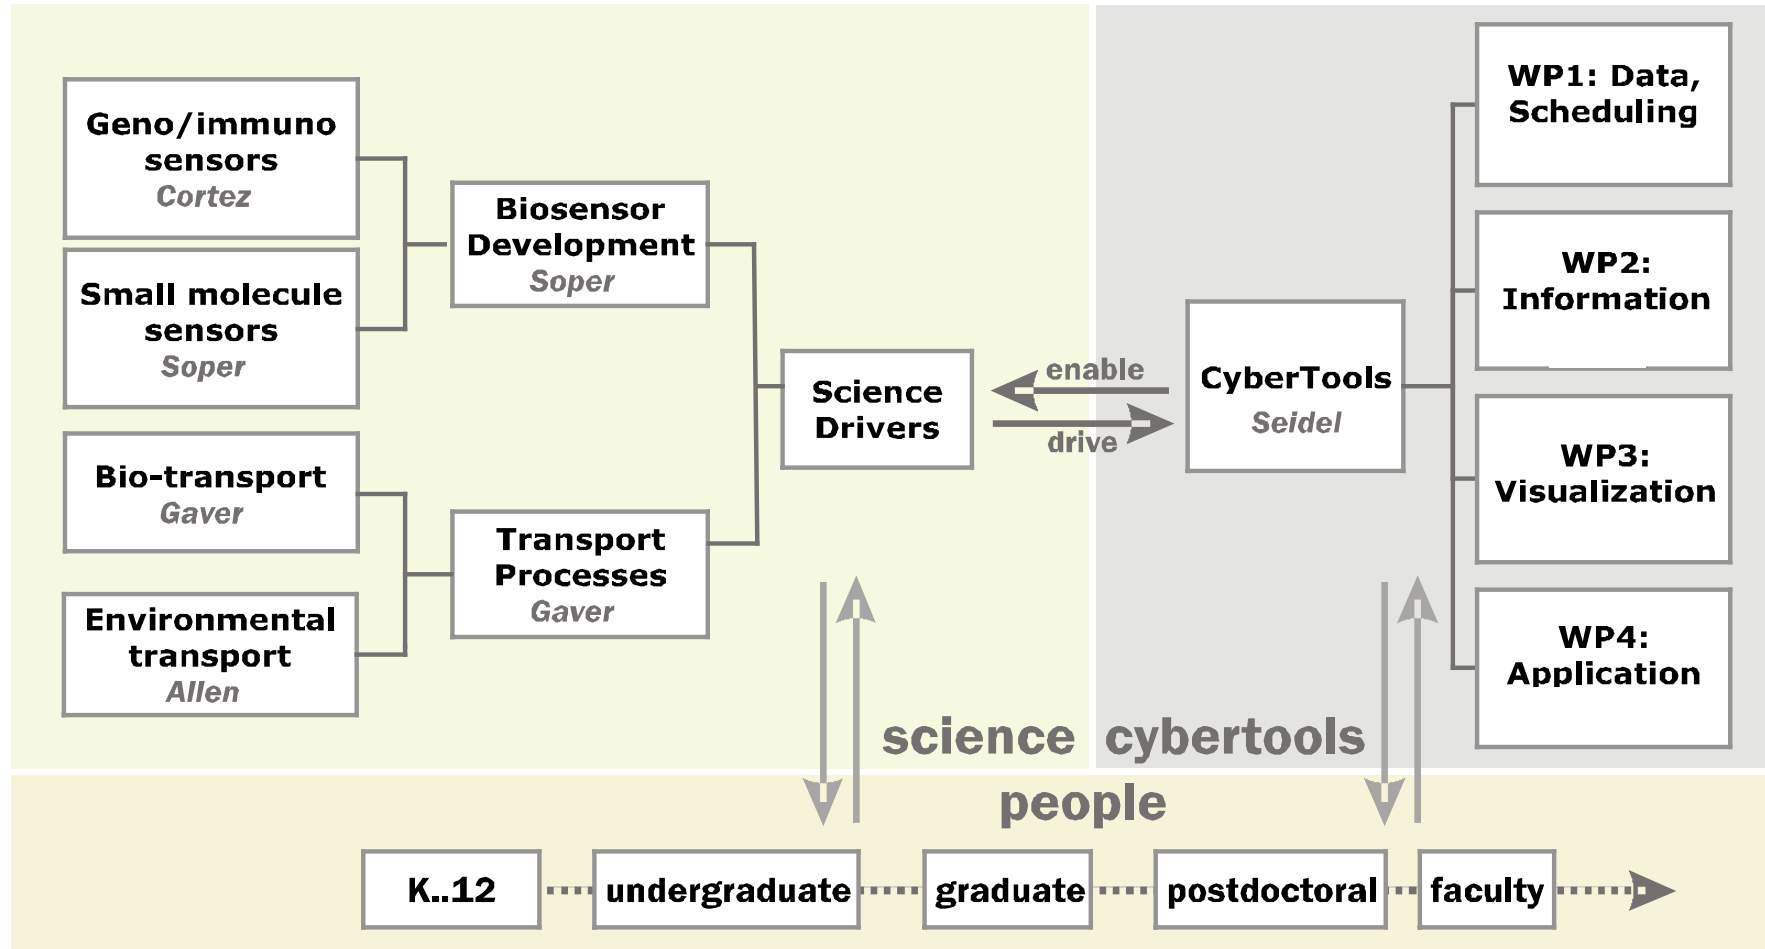 Geno/immuno
sensors
Cortez
Small molecule
sensors
Soper
Bio-transport
Gaver
Environmental
transport
Allen
Biosensor
Development
Soper
Transport
Processes
Gaver
Science
Drivers
enable
drive
CyberTools
Seidel
WP1: Data,
Scheduling
WP2:
Information
WP3:
Visualization
WP4:
Application
science
cybertools
people
K..12
undergraduate
graduate
postdoctoral
faculty